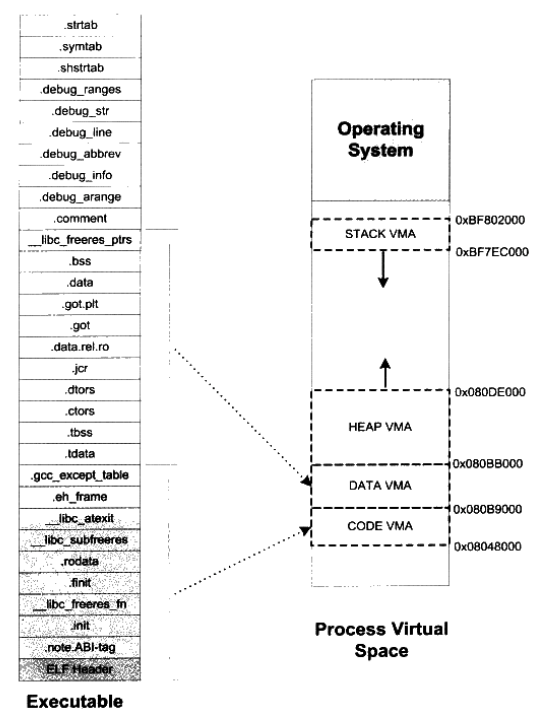 .strtab
.symtab
.shstrtab
.debug_ranges
.debug_str
.debug_line
.debug_abbrev
.debug_info
.debug_arange
.comment
__libc_freeres_ptrs
.bss
.data
.got.plt
.got
.data.rel.ro
.jcr
.dtors
.ctors
.tbss
.tdata
.gcc_except_table
.eh_frame
__libc_atexit
__libc_subfreeres
.rodata
.finit
__libc_freeres_fn
.init
.note.ABI-tag
ELF Header
Executable
Operating
System
0xBF802000
STACK VMA
0xBF7EC000
0x080DE000
HEAP VMA
0x080BB000
DATA VMA
0x080B9000
CODE VMA
0x08048000
Process Virtual
Space